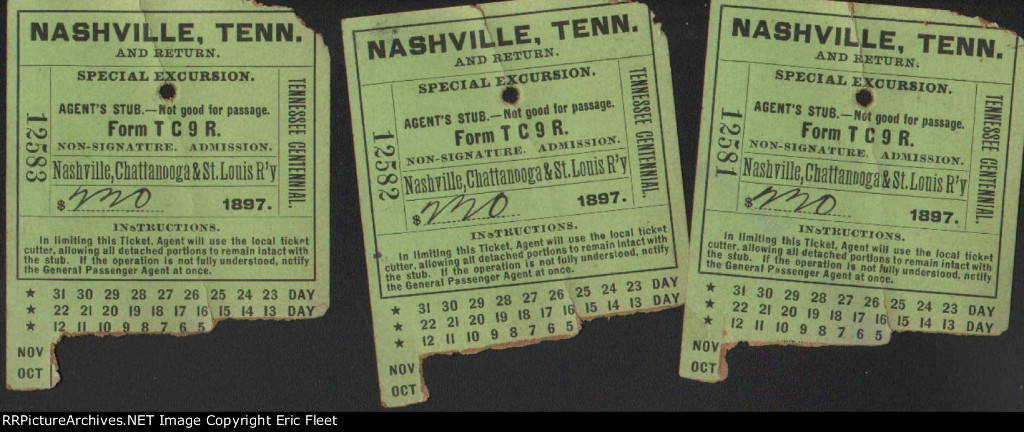 NASHVILLE, TENN.
AND RETURN.
SPECIAL EXCURSION.
AGENT'S STUB.—Not good for passage.
Form T C 9 R.
NON-SIGNATURE. ADMISSION.
Nashville, Chattanooga & St. Louis R'y
$ 1897.
12583
TENNESSEE CENTENNIAL.
INSTRUCTIONS.
In limiting this Ticket, Agent will use the local ticket
cutter, allowing all detached portions to remain intact with
the stub. If the operation is not fully understood, notify
the General Passenger Agent at once.
★ 31 30 29 28 27 26 25 24 23 DAY
★ 22 21 20 19 18 17 16 15 14 13 DAY
★ 12 11 10 9 8 7 6 5
NOV
OCT
NASHVILLE, TENN.
AND RETURN.
SPECIAL EXCURSION.
AGENT'S STUB.—Not good for passage.
Form T C 9 R.
NON-SIGNATURE. ADMISSION.
Nashville, Chattanooga & St. Louis R'y
$ 1897.
12582
TENNESSEE CENTENNIAL.
INSTRUCTIONS.
In limiting this Ticket, Agent will use the local ticket
cutter, allowing all detached portions to remain intact with
the stub. If the operation is not fully understood, notify
the General Passenger Agent at once.
★ 31 30 29 28 27 26 25 24 23 DAY
★ 22 21 20 19 18 17 16 15 14 13 DAY
★ 12 11 10 9 8 7 6 5
NOV
OCT
NASHVILLE, TENN.
AND RETURN.
SPECIAL EXCURSION.
AGENT'S STUB.—Not good for passage.
Form T C 9 R.
NON-SIGNATURE. ADMISSION.
Nashville, Chattanooga & St. Louis R'y
$ 1897.
12581
TENNESSEE CENTENNIAL.
INSTRUCTIONS.
In limiting this Ticket, Agent will use the local ticket
cutter, allowing all detached portions to remain intact with
the stub. If the operation is not fully understood, notify
the General Passenger Agent at once.
★ 31 30 29 28 27 26 25 24 23 DAY
★ 22 21 20 19 18 17 16 15 14 13 DAY
★ 12 11 10 9 8 7 6 5
NOV
OCT
RRPictureArchives.NET Image Copyright Eric Fleet